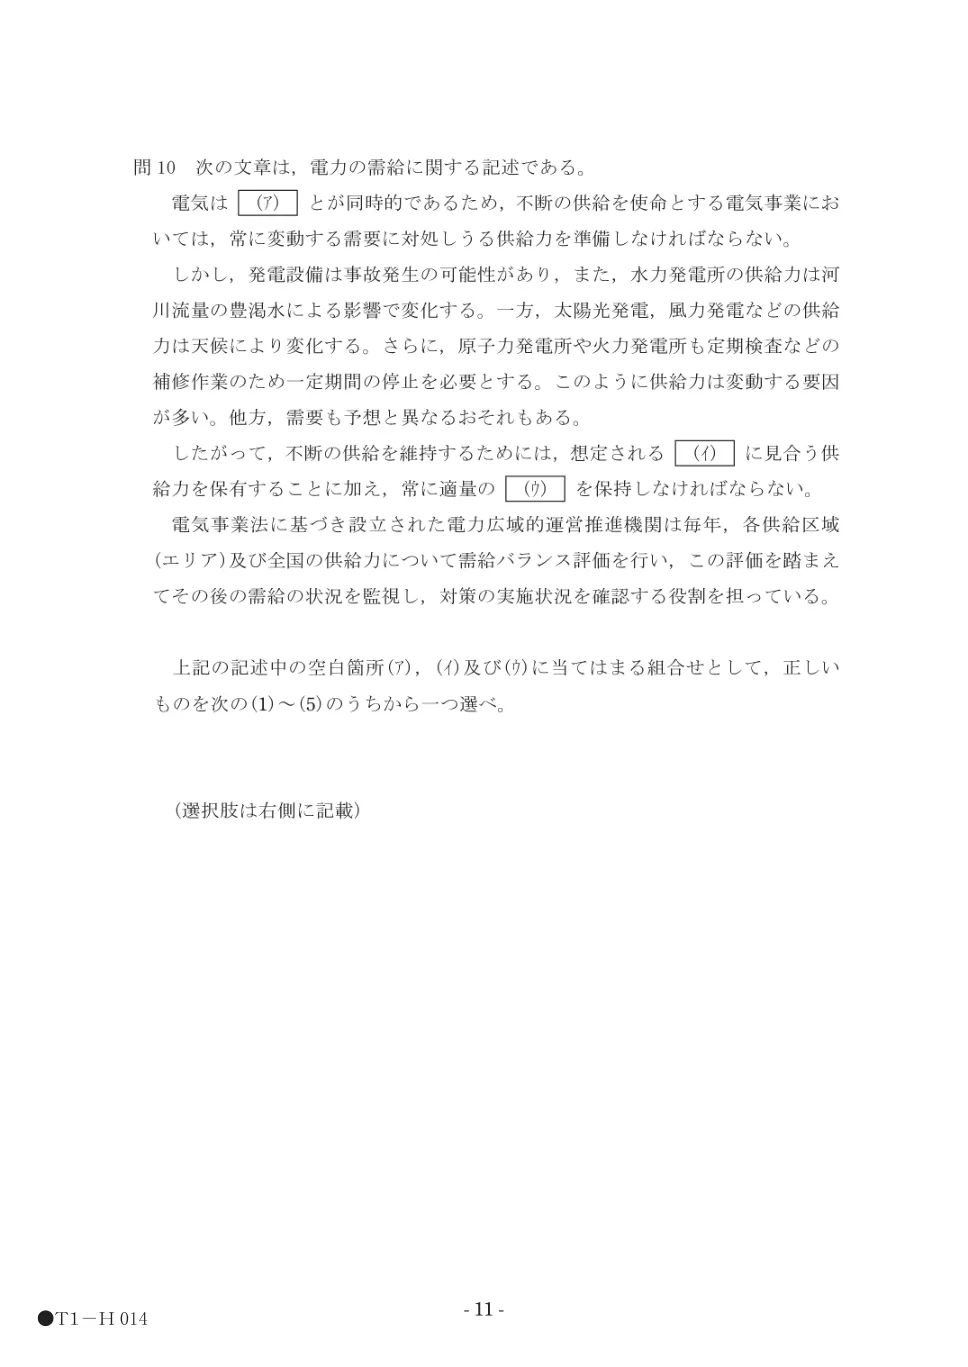 問 10　次の文章は，電力の需給に関する記述である。
電気は (ア) とが同時的であるため，不断の供給を使命とする電気事業にお
いては，常に変動する需要に対処しうる供給力を準備しなければならない。
しかし，発電設備は事故発生の可能性があり，また，水力発電所の供給力は河
川流量の豊渇水による影響で変化する。一方，太陽光発電，風力発電などの供給
力は天候により変化する。さらに，原子力発電所や火力発電所も定期検査などの
補修作業のため一定期間の停止を必要とする。このように供給力は変動する要因
が多い。他方，需要も予想と異なるおそれもある。
したがって，不断の供給を維持するためには，想定される (イ) に見合う供
給力を保有することに加え，常に適量の (ウ) を保持しなければならない。
電気事業法に基づき設立された電力広域的運営推進機関は毎年，各供給区域
(エリア)及び全国の供給力について需給バランス評価を行い，この評価を踏まえ
てその後の需給の状況を監視し，対策の実施状況を確認する役割を担っている。
上記の記述中の空白箇所(ア)，(イ)及び(ウ)に当てはまる組合せとして，正しい
ものを次の(1)～(5)のうちから一つ選べ。
(選択肢は右側に記載)
●T1－H 014
- 11 -